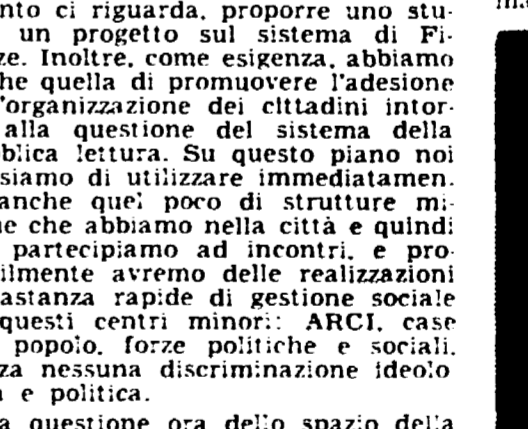 nto ci riguarda, proporre uno stu-
un progetto sul sistema di Fi-
ze. Inoltre, come esigenza, abbiamo
he quella di promuovere l'adesione
'organizzazione dei cittadini intor-
alla questione del sistema della
blica lettura. Su questo piano noi
siamo di utilizzare immediatamen.
anche quel poco di strutture mi-
e che abbiamo nella città e quindi
partecipiamo ad incontri, e pro-
ilmente avremo delle realizzazioni
astanza rapide di gestione sociale
questi centri minori: ARCI, case
popolo, forze politiche e sociali,
za nessuna discriminazione ideolo
a e politica.
a questione ora dello spazio della